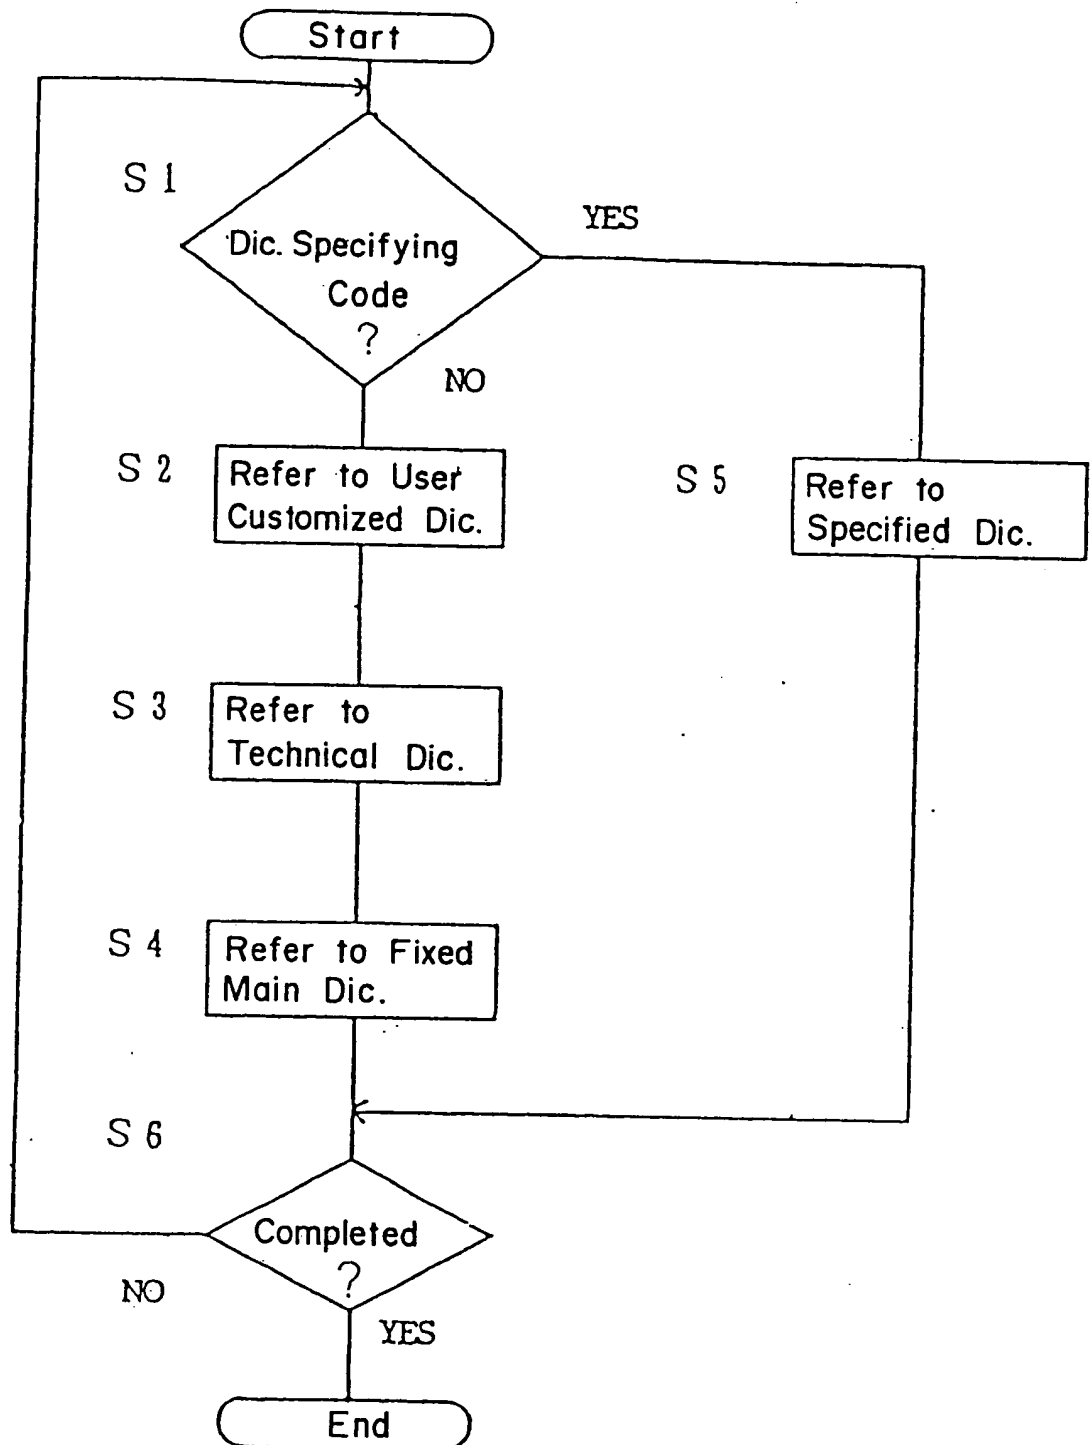 Start
S 1
YES
Dic. Specifying
Code
?
NO
S 2
Refer to User
Customized Dic.
S 5
Refer to
Specified Dic.
S 3
Refer to
Technical Dic.
S 4
Refer to Fixed
Main Dic.
S 6
Completed
?
NO
YES
End